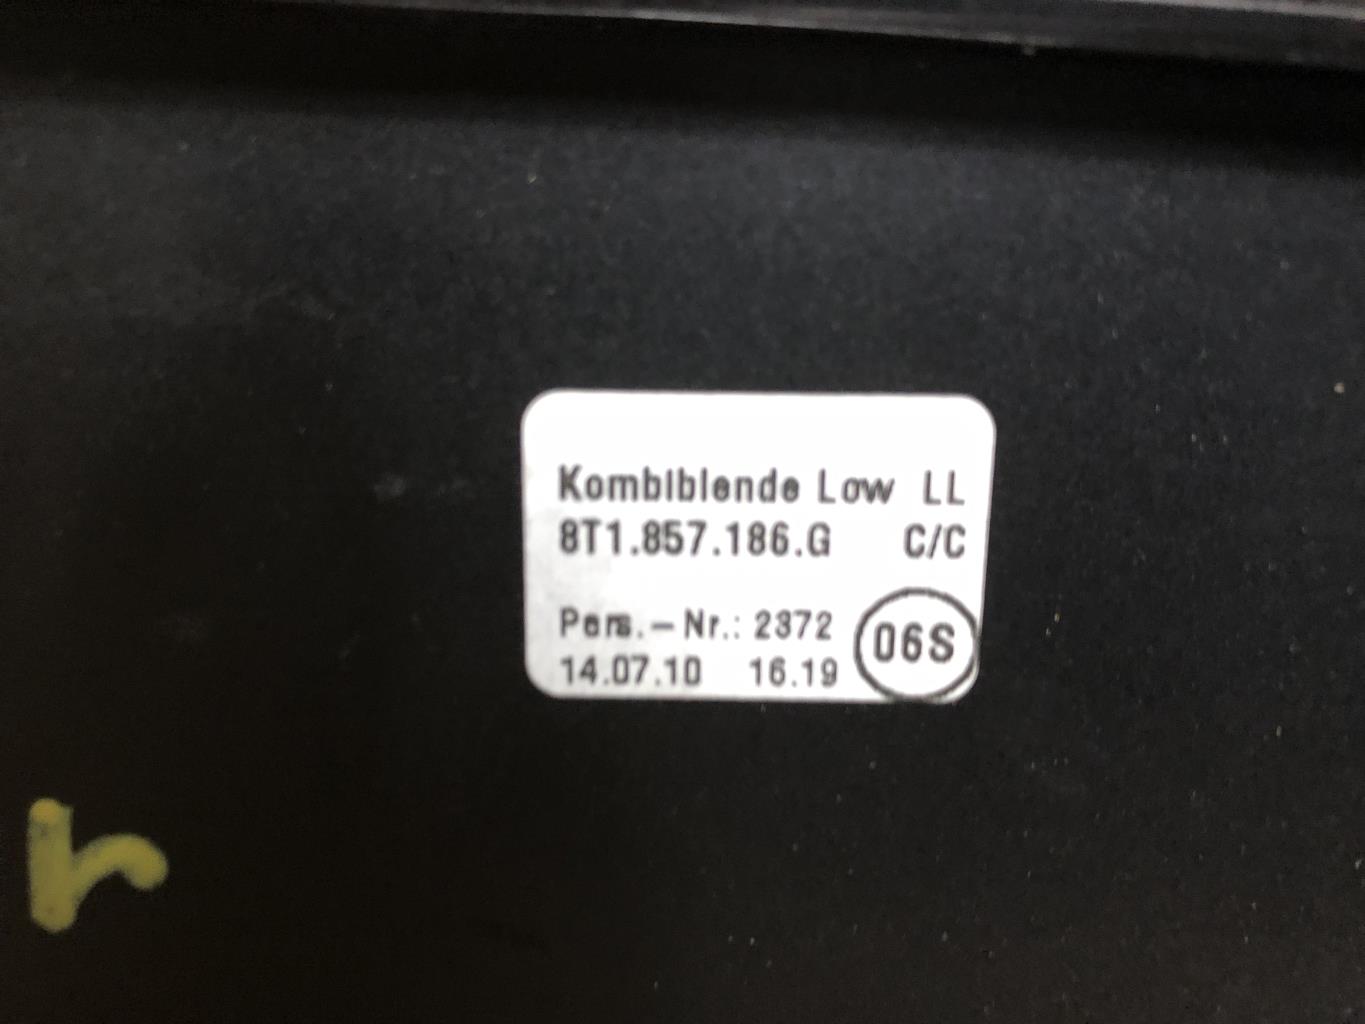 Kombiblende Low LL
8T1.857.186.G C/C
Pers.-Nr.: 2372
14.07.10 16.19
06S
r